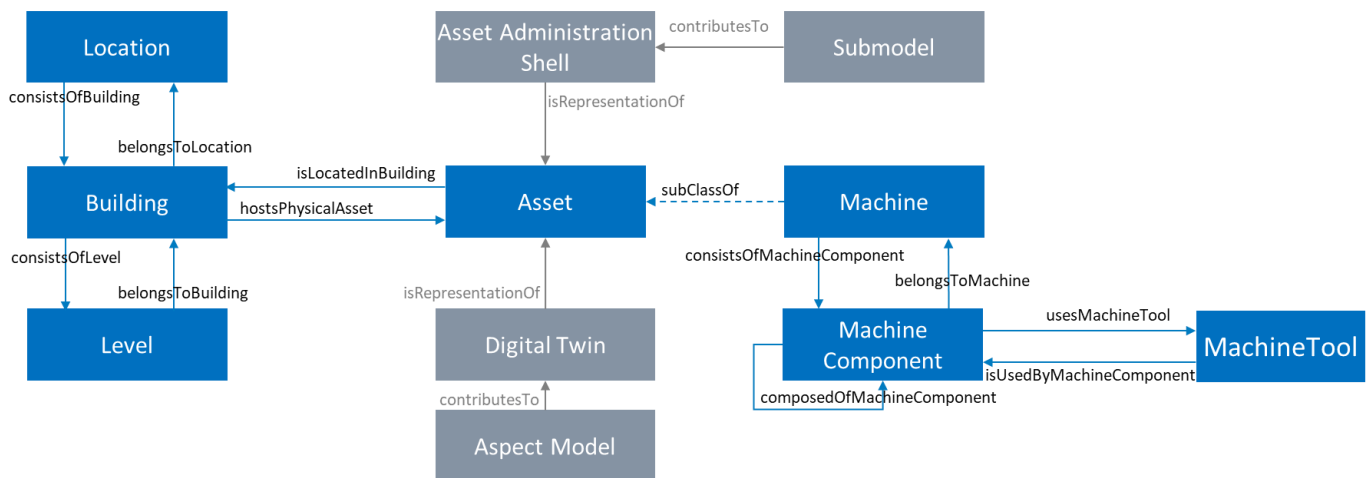 Location
Asset Administration
Shell
contributesTo
Submodel
consistsOfBuilding
isRepresentationOf
belongsToLocation
isLocatedInBuilding
Building
hostsPhysicalAsset
Asset
subClassOf
Machine
consistsOfLevel
consistsOfMachineComponent
belongsToMachine
belongsToBuilding
isRepresentationOf
Level
Digital Twin
Machine
Component
usesMachineTool
MachineTool
isUsedByMachineComponent
contributesTo
composedOfMachineComponent
Aspect Model